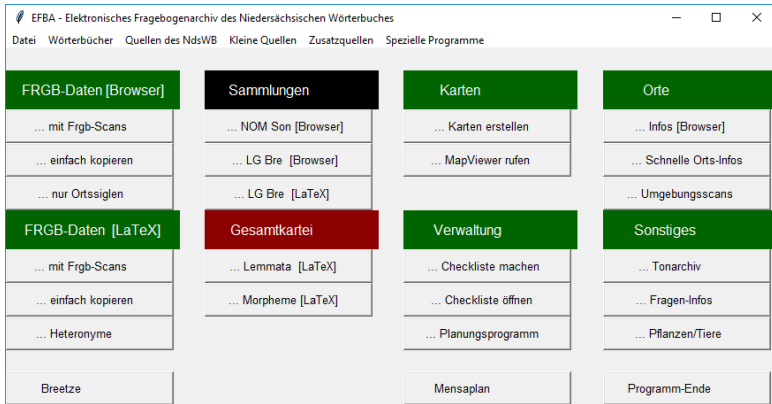 EFBA - Elektronisches Fragebogenarchiv des Niedersächsischen Wörterbuches
Datei Wörterbücher Quellen des NdsWB Kleine Quellen Zusatzquellen Spezielle Programme
FRGB-Daten [Browser] Sammlungen Karten Orte
... mit Frgb-Scans ... NOM Son [Browser] ... Karten erstellen ... Infos [Browser]
... einfach kopieren ... LG Bre [Browser] ... MapViewer rufen ... Schnelle Orts-Infos
... nur Ortssiglen ... LG Bre [LaTeX] ... Umgebungsscans
FRGB-Daten [LaTeX] Gesamtkartei Verwaltung Sonstiges
... mit Frgb-Scans ... Lemmata [LaTeX] ... Checkliste machen ... Tonarchiv
... einfach kopieren ... Morpheme [LaTeX] ... Checkliste öffnen ... Fragen-Infos
... Heteronyme ... Planungsprogramm ... Pflanzen/Tiere
Breetze Mensaplan Programm-Ende